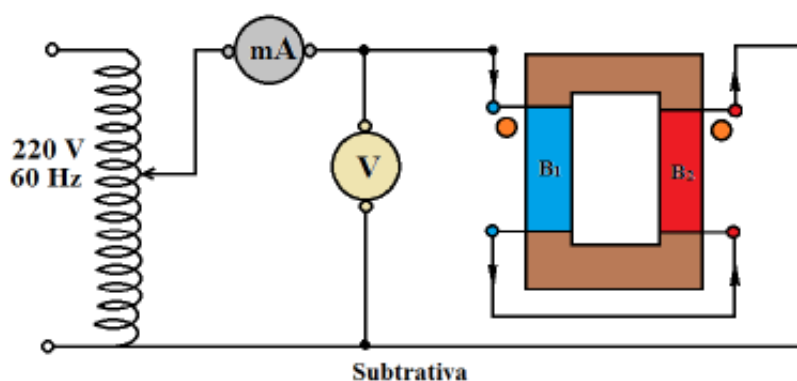 mA
220 V
60 Hz
V
B₁
B₂
Subtrativa